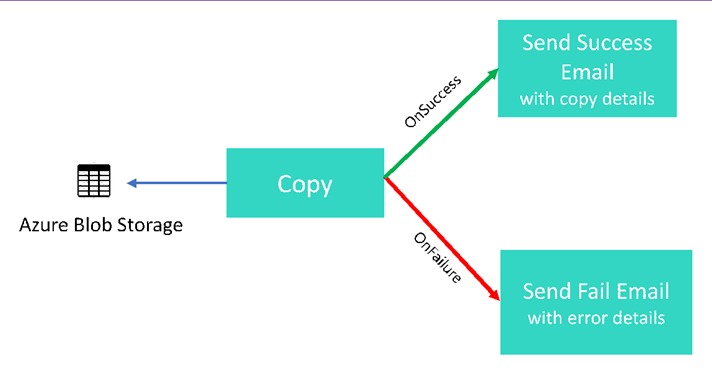 Send Success
Email
with copy details
OnSuccess
Copy
Azure Blob Storage
OnFailure
Send Fail Email
with error details